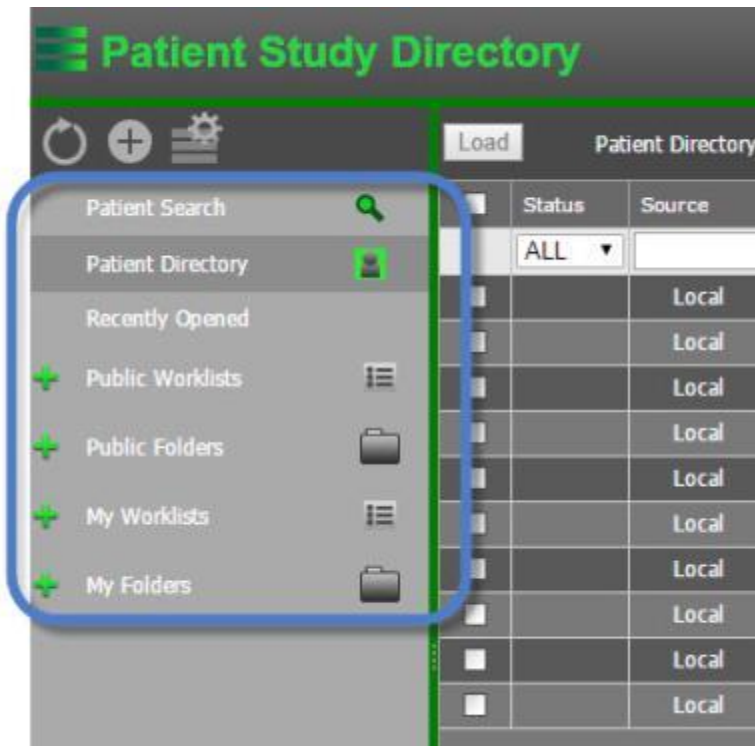 Patient Study Directory
Load Patient Directory
Patient Search
Patient Directory
Recently Opened
Public Worklists
Public Folders
My Worklists
My Folders
Status Source
ALL
Local
Local
Local
Local
Local
Local
Local
Local
Local
Local